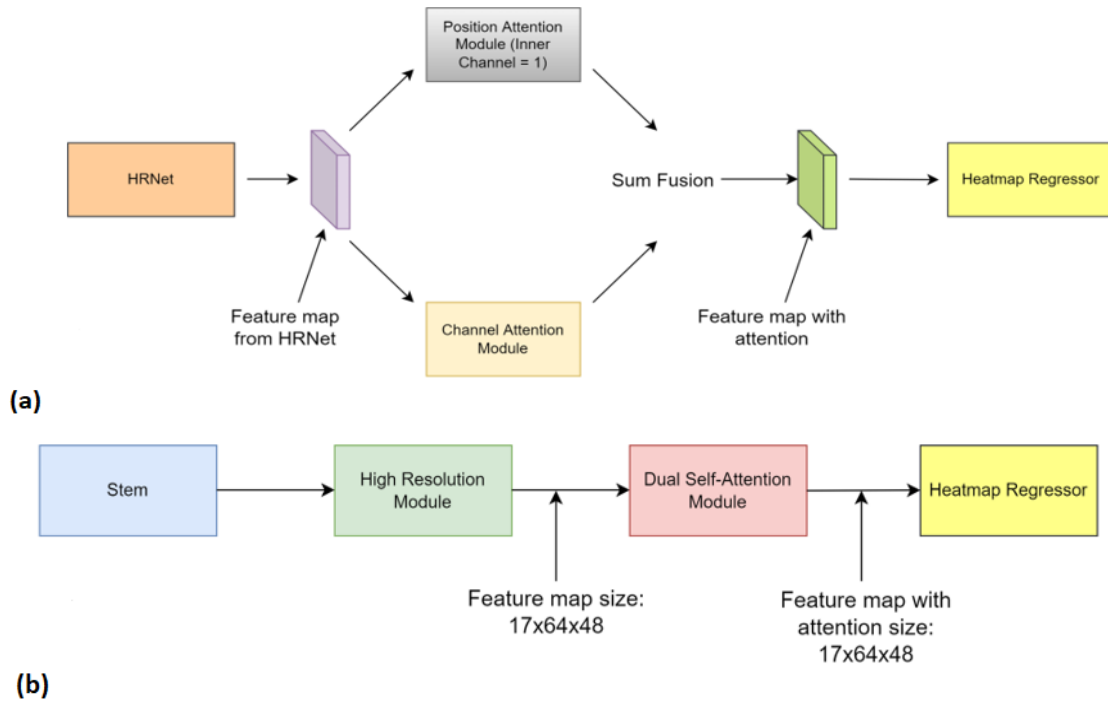 Position Attention
Module (Inner
Channel = 1)
HRNet
Sum Fusion
Heatmap Regressor
Feature map
from HRNet
Channel Attention
Module
Feature map with
attention
(a)
Stem
High Resolution
Module
Dual Self-Attention
Module
Heatmap Regressor
Feature map size:
17x64x48
Feature map with
attention size:
17x64x48
(b)